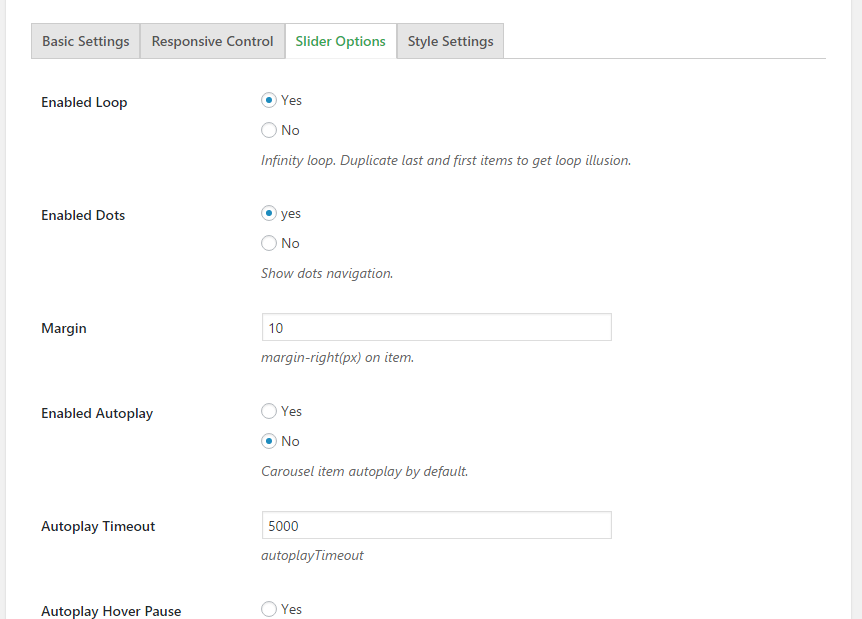 Basic Settings Responsive Control Slider Options Style Settings
Enabled Loop Yes
No
Infinity loop. Duplicate last and first items to get loop illusion.
Enabled Dots yes
No
Show dots navigation.
Margin 10
margin-right(px) on item.
Enabled Autoplay Yes
No
Carousel item autoplay by default.
Autoplay Timeout 5000
autoplayTimeout
Autoplay Hover Pause Yes